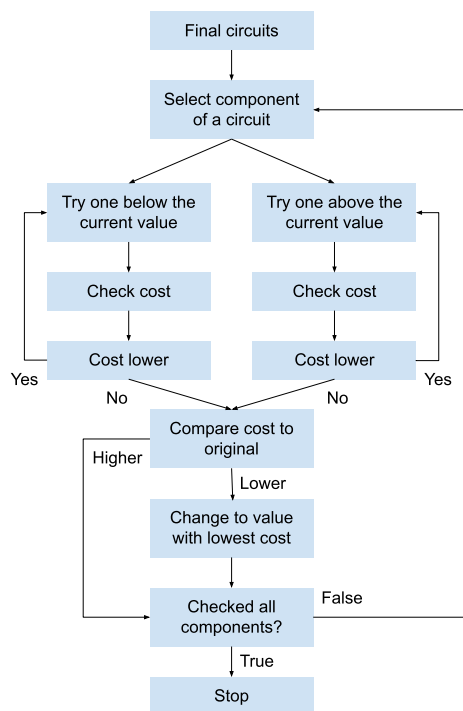 Final circuits
Select component
of a circuit
Try one below the
current value
Try one above the
current value
Check cost
Check cost
Cost lower
Cost lower
Yes
Yes
No
No
Compare cost to
original
Higher
Lower
Change to value
with lowest cost
Checked all
components?
False
True
Stop